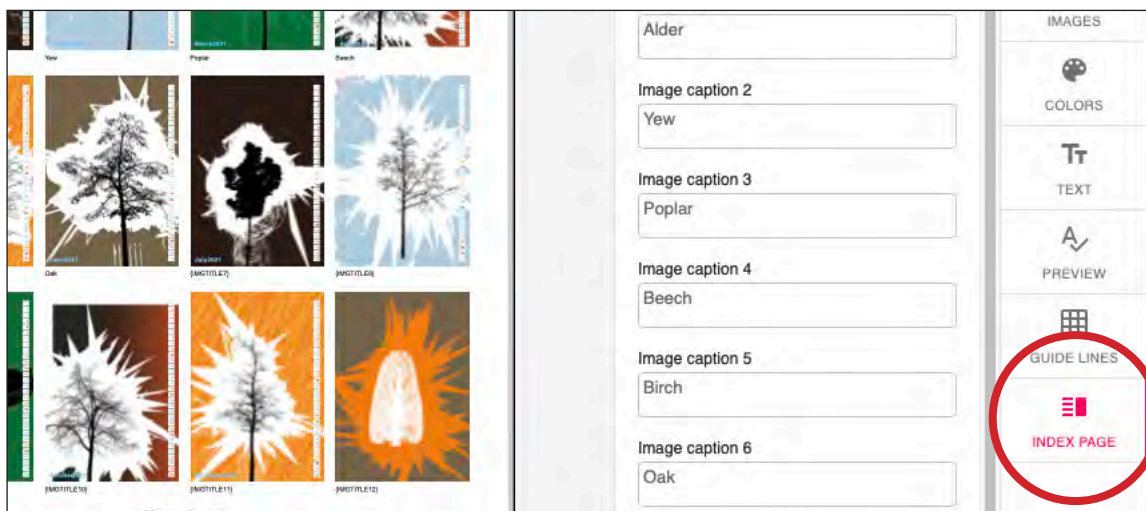 Yew
Poplar
Beech
Oak
{IMGTITLE7}
{IMGTITLE8}
{IMGTITLE10}
{IMGTITLE11}
{IMGTITLE12}
Alder
Image caption 2
Yew
Image caption 3
Poplar
Image caption 4
Beech
Image caption 5
Birch
Image caption 6
Oak
IMAGES
COLORS
TEXT
PREVIEW
GUIDE LINES
INDEX PAGE